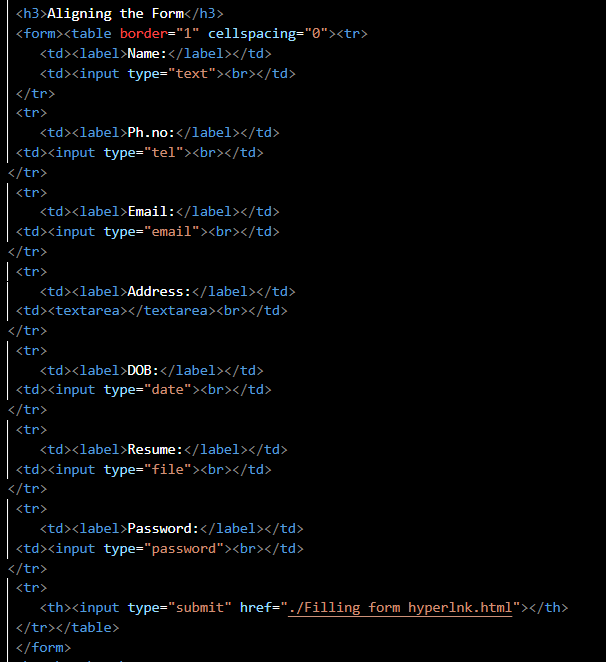 <h3>Aligning the Form</h3>
<form><table border="1" cellspacing="0"><tr>
<td><label>Name:</label></td>
<td><input type="text"><br></td>
</tr>
<tr>
<td><label>Ph.no:</label></td>
<td><input type="tel"><br></td>
</tr>
<tr>
<td><label>Email:</label></td>
<td><input type="email"><br></td>
</tr>
<tr>
<td><label>Address:</label></td>
<td><textarea></textarea><br></td>
</tr>
<tr>
<td><label>DOB:</label></td>
<td><input type="date"><br></td>
</tr>
<tr>
<td><label>Resume:</label></td>
<td><input type="file"><br></td>
</tr>
<tr>
<td><label>Password:</label></td>
<td><input type="password"><br></td>
</tr>
<tr>
<th><input type="submit" href="./Filling form hyperlnk.html"></th>
</tr></table>
</form>